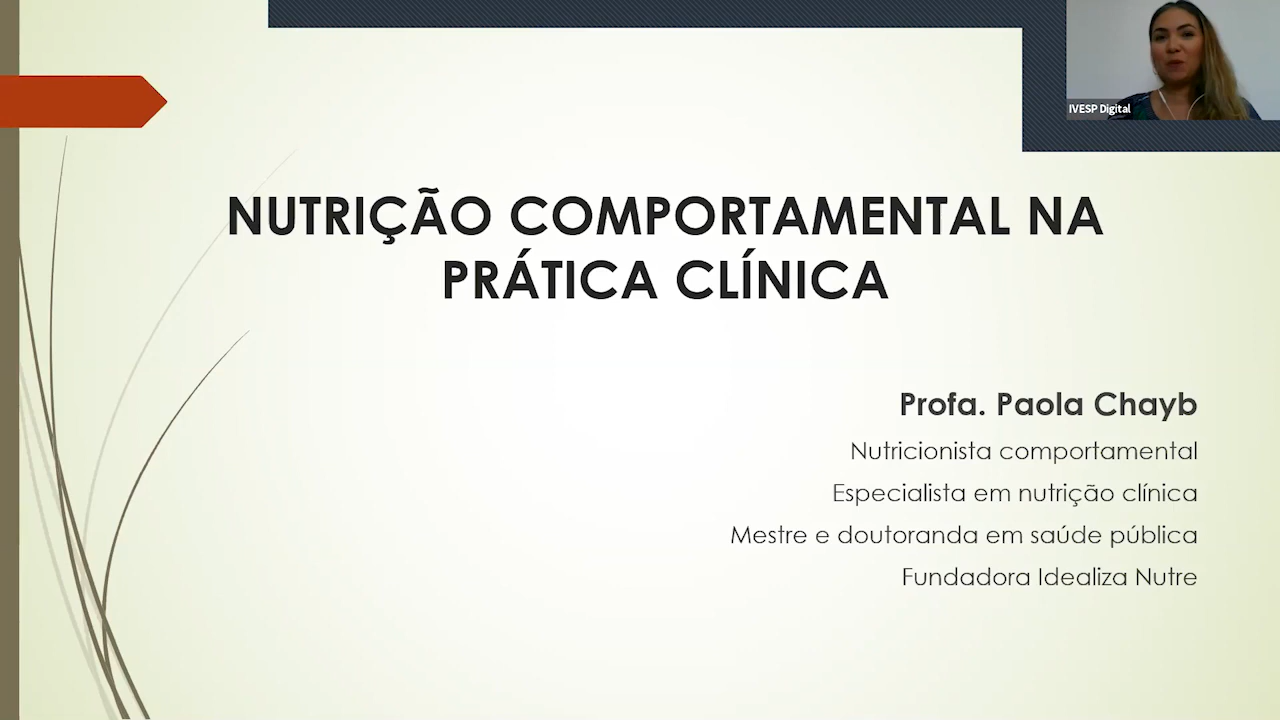 IVESP Digital
NUTRIÇÃO COMPORTAMENTAL NA
PRÁTICA CLÍNICA
Profa. Paola Chayb
Nutricionista comportamental
Especialista em nutrição clínica
Mestre e doutoranda em saúde pública
Fundadora Idealiza Nutre